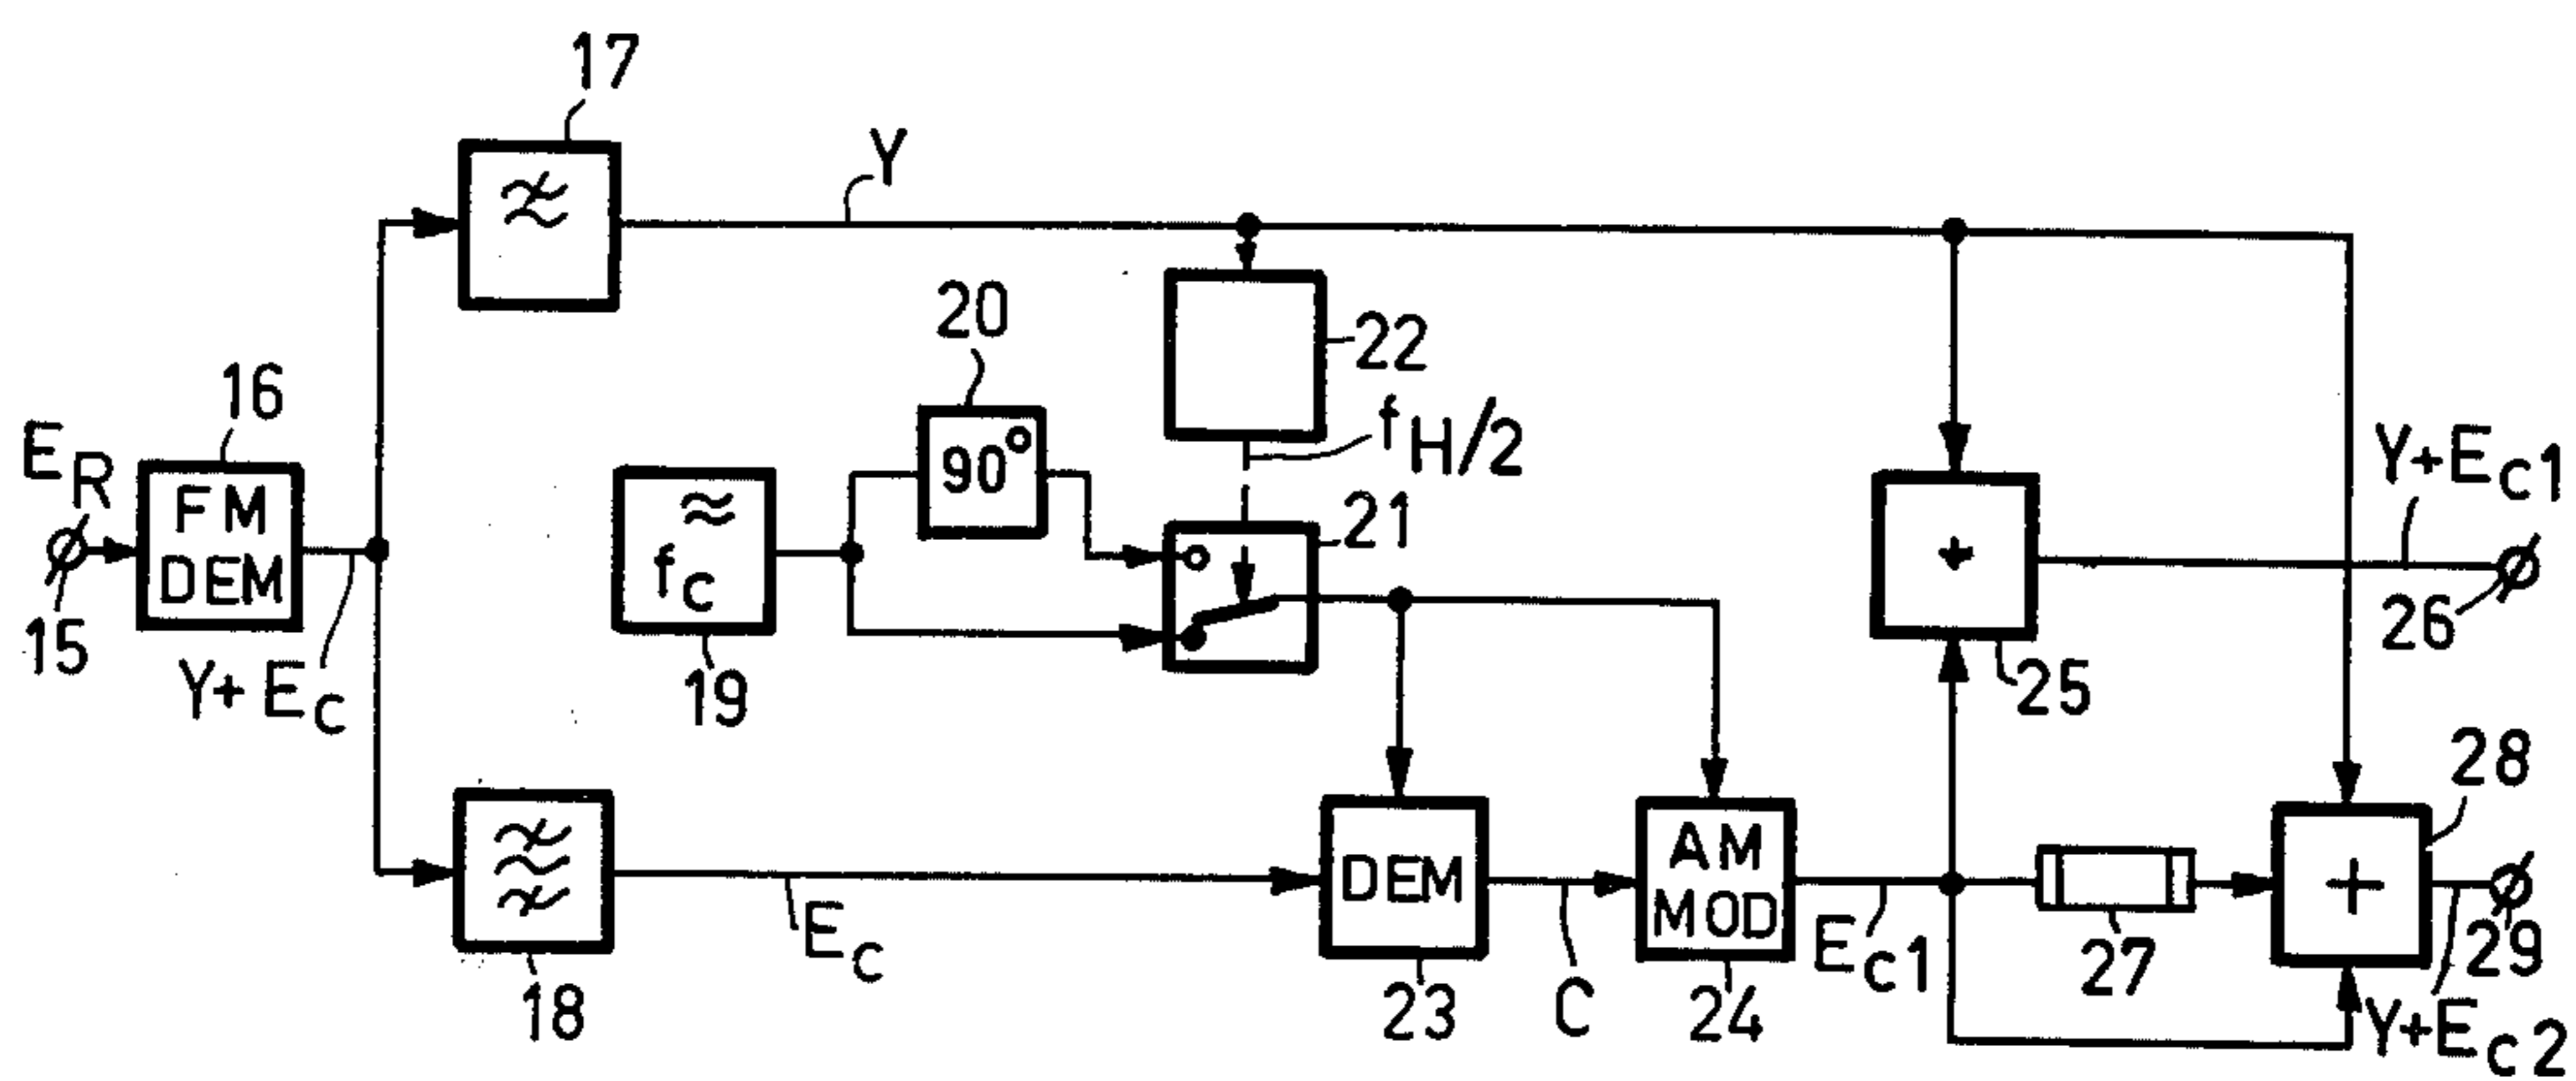 17
Y
20
22
16
E_R
FM
DEM
90°
f_H/2
f_c
21
Y+E_c1
+
26
15
Y+E_c
19
25
28
DEM
AM
MOD
+
E_c
18
23
C
24
E_c1
27
29
Y+E_c2